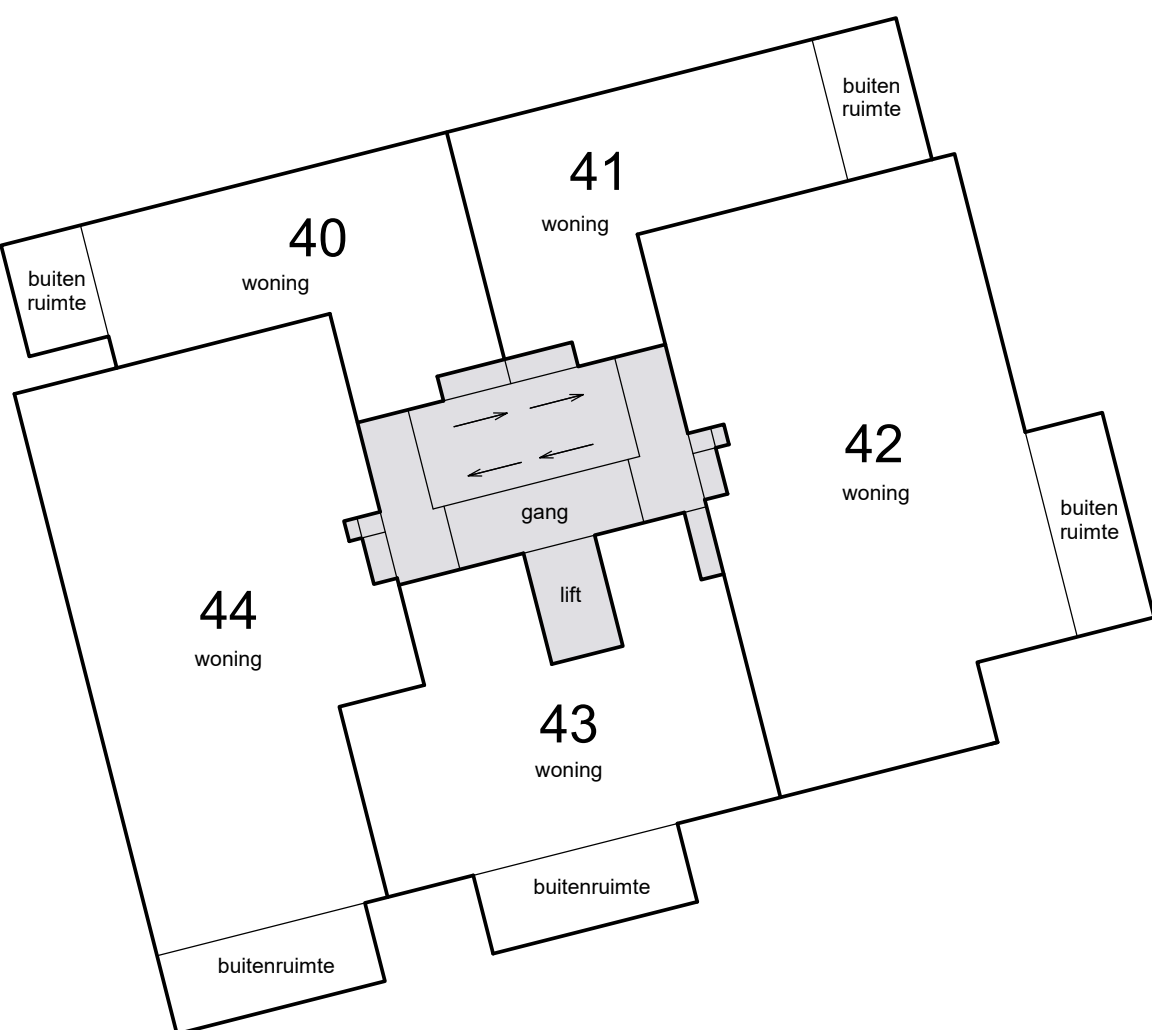 buiten
ruimte
41
woning
40
woning
buiten
ruimte
42
woning
buiten
ruimte
gang
lift
44
woning
43
woning
buitenruimte
buitenruimte